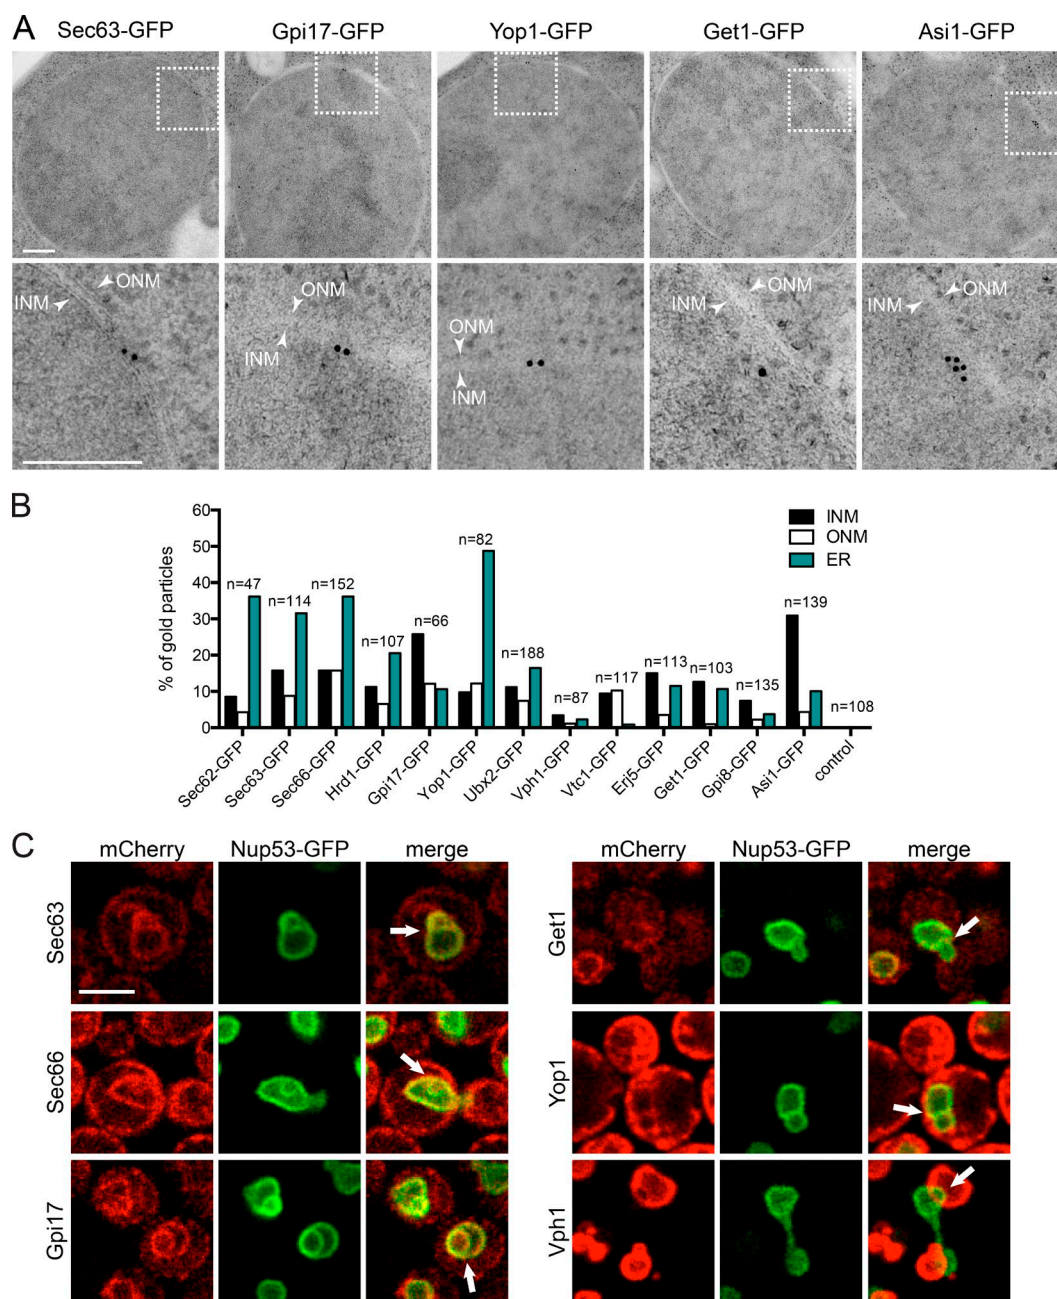 A
Sec63-GFP Gpi17-GFP Yop1-GFP Get1-GFP Asi1-GFP
INM ONM
ONM INM
ONM INM
INM ONM
INM ONM
B
% of gold particles
60
50
40
30
20
10
0
n=47 n=114 n=152 n=107 n=66 n=82 n=188 n=87 n=117 n=113 n=103 n=135 n=139 n=108
INM
ONM
ER
Sec62-GFP Sec63-GFP Sec66-GFP Hrd1-GFP Gpi17-GFP Yop1-GFP Ubx2-GFP Vph1-GFP Vtc1-GFP Erj5-GFP Get1-GFP Gpi8-GFP Asi1-GFP control
C
mCherry Nup53-GFP merge mCherry Nup53-GFP merge
Sec63
Get1
Sec66
Yop1
Gpi17
Vph1